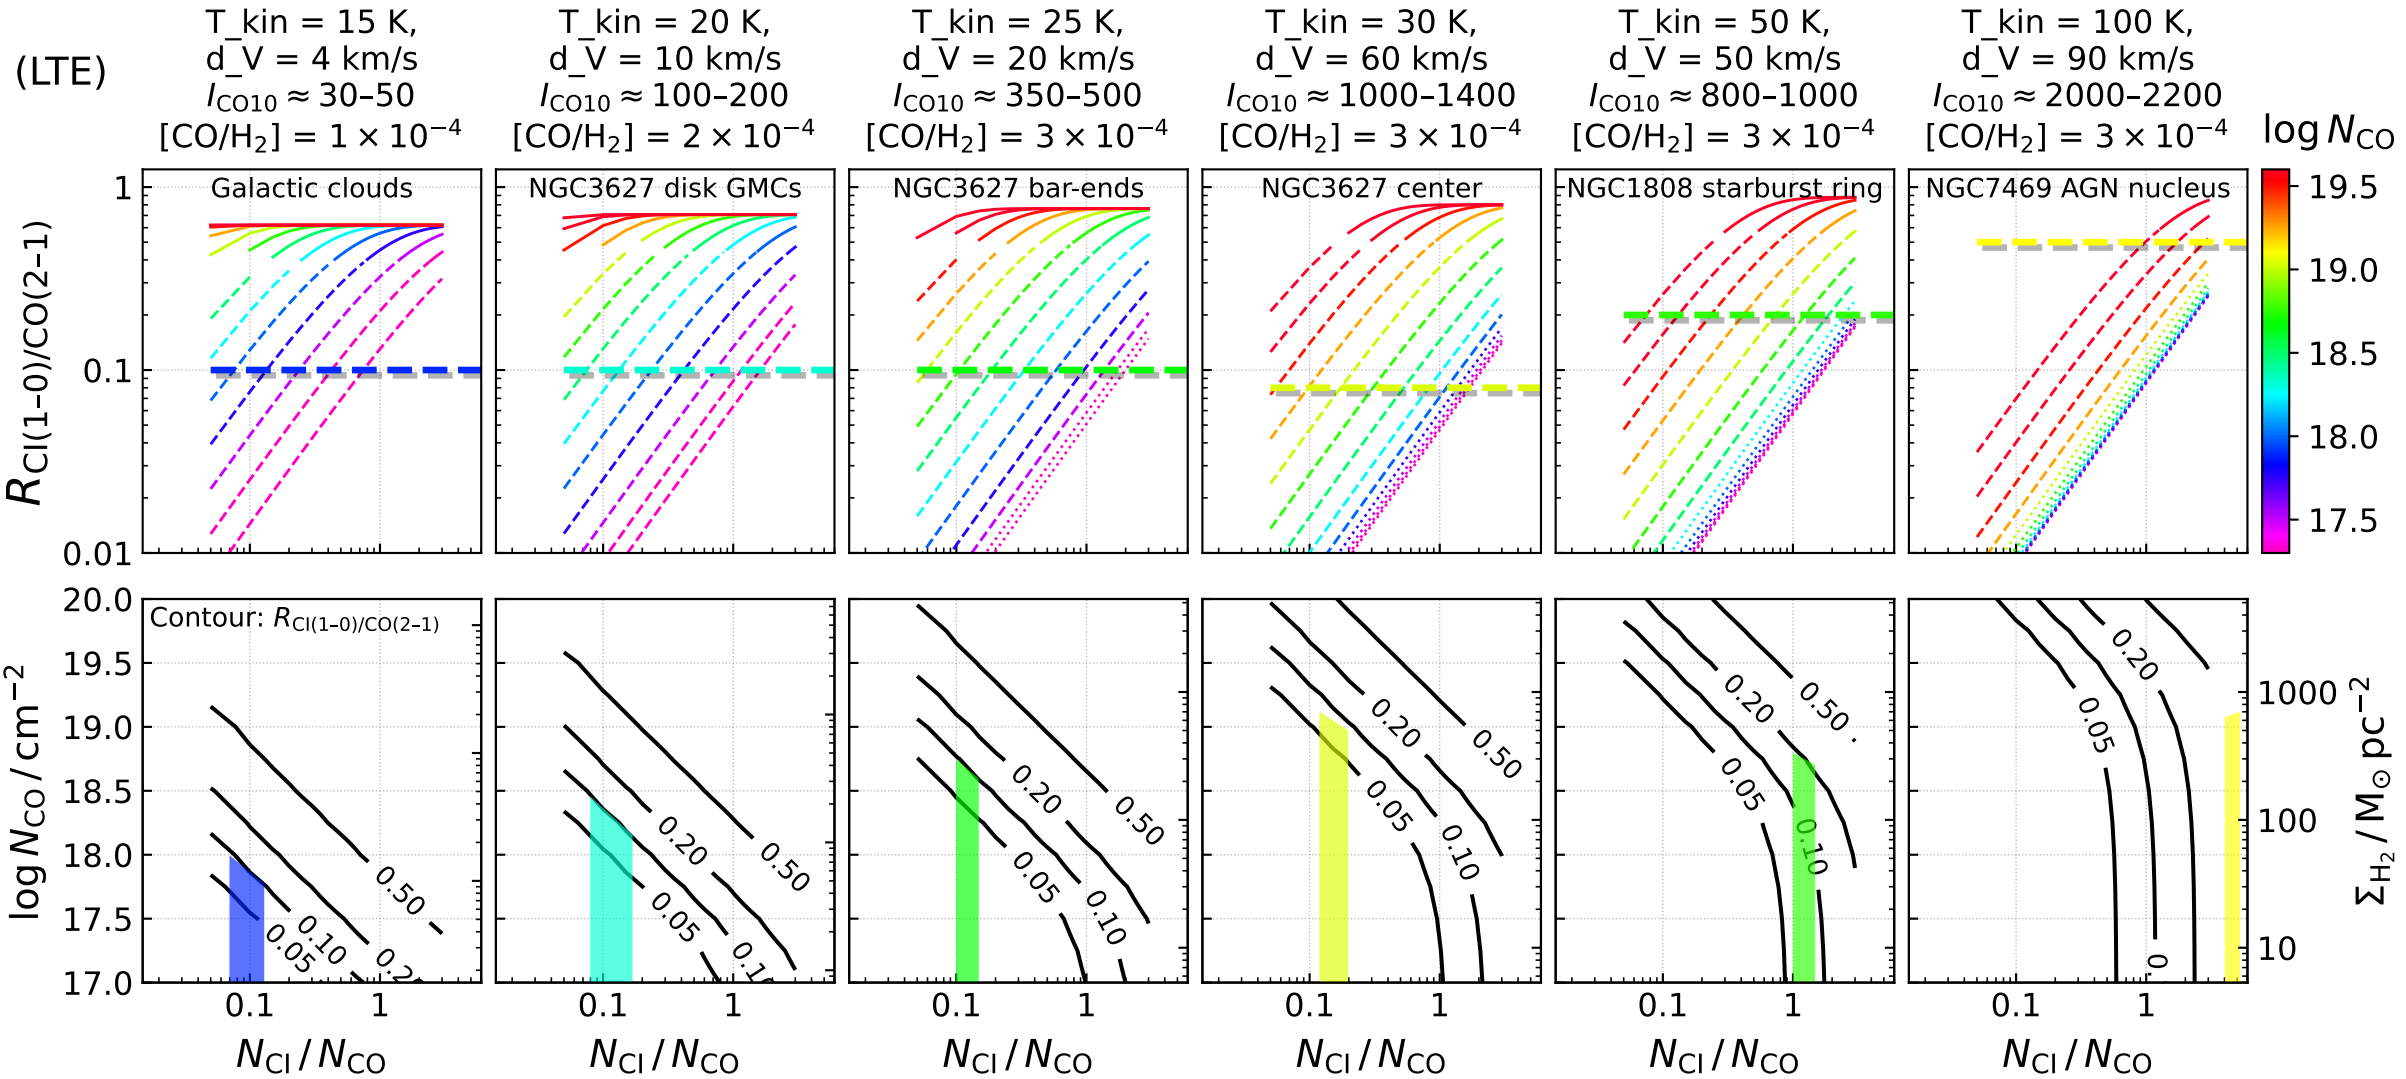 (LTE)
T_kin = 15 K,
d_V = 4 km/s
I_CO10 ≈ 30–50
[CO/H₂] = 1 × 10⁻⁴
T_kin = 20 K,
d_V = 10 km/s
I_CO10 ≈ 100–200
[CO/H₂] = 2 × 10⁻⁴
T_kin = 25 K,
d_V = 20 km/s
I_CO10 ≈ 350–500
[CO/H₂] = 3 × 10⁻⁴
T_kin = 30 K,
d_V = 60 km/s
I_CO10 ≈ 1000–1400
[CO/H₂] = 3 × 10⁻⁴
T_kin = 50 K,
d_V = 50 km/s
I_CO10 ≈ 800–1000
[CO/H₂] = 3 × 10⁻⁴
T_kin = 100 K,
d_V = 90 km/s
I_CO10 ≈ 2000–2200
[CO/H₂] = 3 × 10⁻⁴
log N_CO
R_CI(1–0)/CO(2–1)
1
0.1
0.01
Galactic clouds
NGC3627 disk GMCs
NGC3627 bar-ends
NGC3627 center
NGC1808 starburst ring
NGC7469 AGN nucleus
19.5
19.0
18.5
18.0
17.5
log N_CO / cm⁻²
20.0
19.5
19.0
18.5
18.0
17.5
17.0
Contour: R_CI(1–0)/CO(2–1)
0.50
0.10
0.05
0.2
0.50
0.20
0.05
0.10
0.50
0.20
0.05
0.10
0.50
0.20
0.05
0.10
0.50
0.20
0.05
0.10
0.20
0.05
0
1000
100
10
Σ_H₂ / M_⊙ pc⁻²
0.1 1
0.1 1
0.1 1
0.1 1
0.1 1
0.1 1
N_CI / N_CO
N_CI / N_CO
N_CI / N_CO
N_CI / N_CO
N_CI / N_CO
N_CI / N_CO